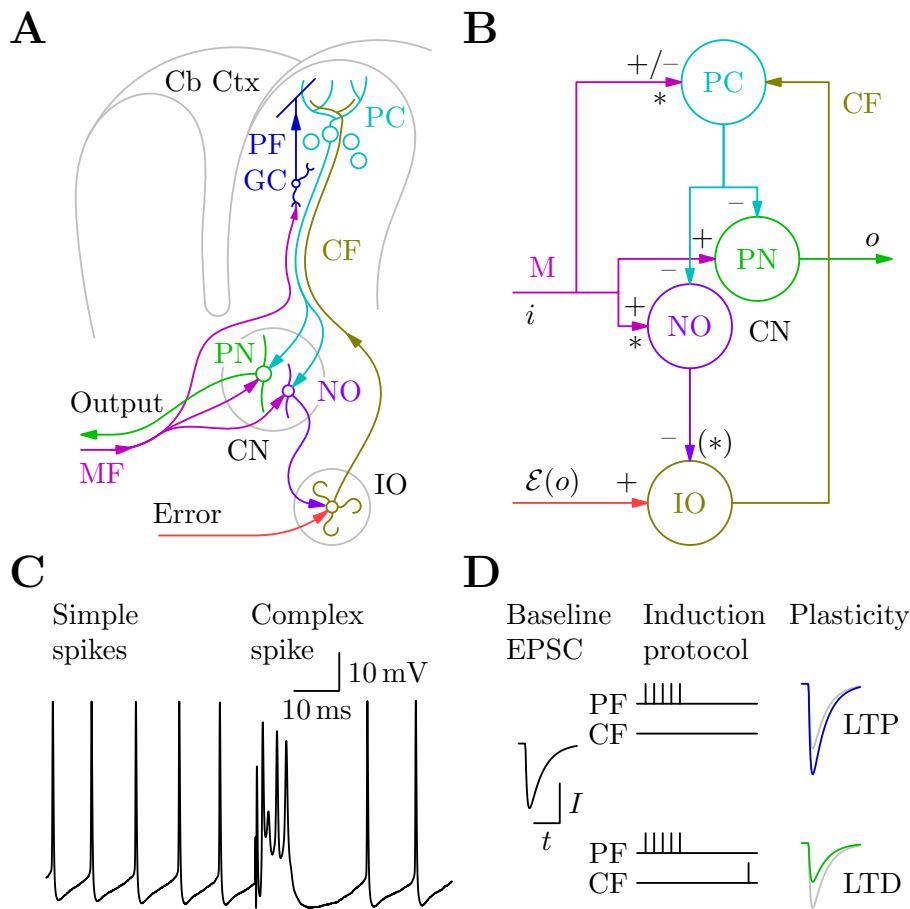 A
Cb Ctx
PC
PF
GC
CF
PN
NO
Output
CN
MF
IO
Error
B
+/−
*
PC
CF
−
+
PN
o
M
−
i
+
*
NO
CN
−
(*)
ℰ(o)
+
IO
C
Simple
spikes
Complex
spike
10 mV
10 ms
D
Baseline
EPSC
Induction
protocol
Plasticity
PF
CF
LTP
I
t
PF
CF
LTD